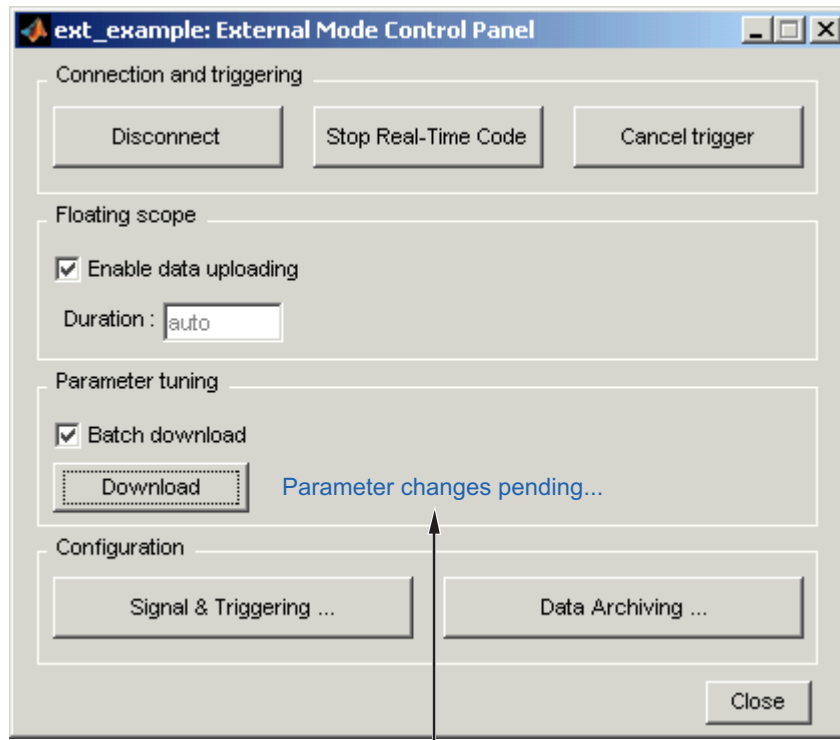 ext_example: External Mode Control Panel
Connection and triggering
Disconnect
Stop Real-Time Code
Cancel trigger
Floating scope
Enable data uploading
Duration : auto
Parameter tuning
Batch download
Download
Parameter changes pending...
Configuration
Signal & Triggering ...
Data Archiving ...
Close